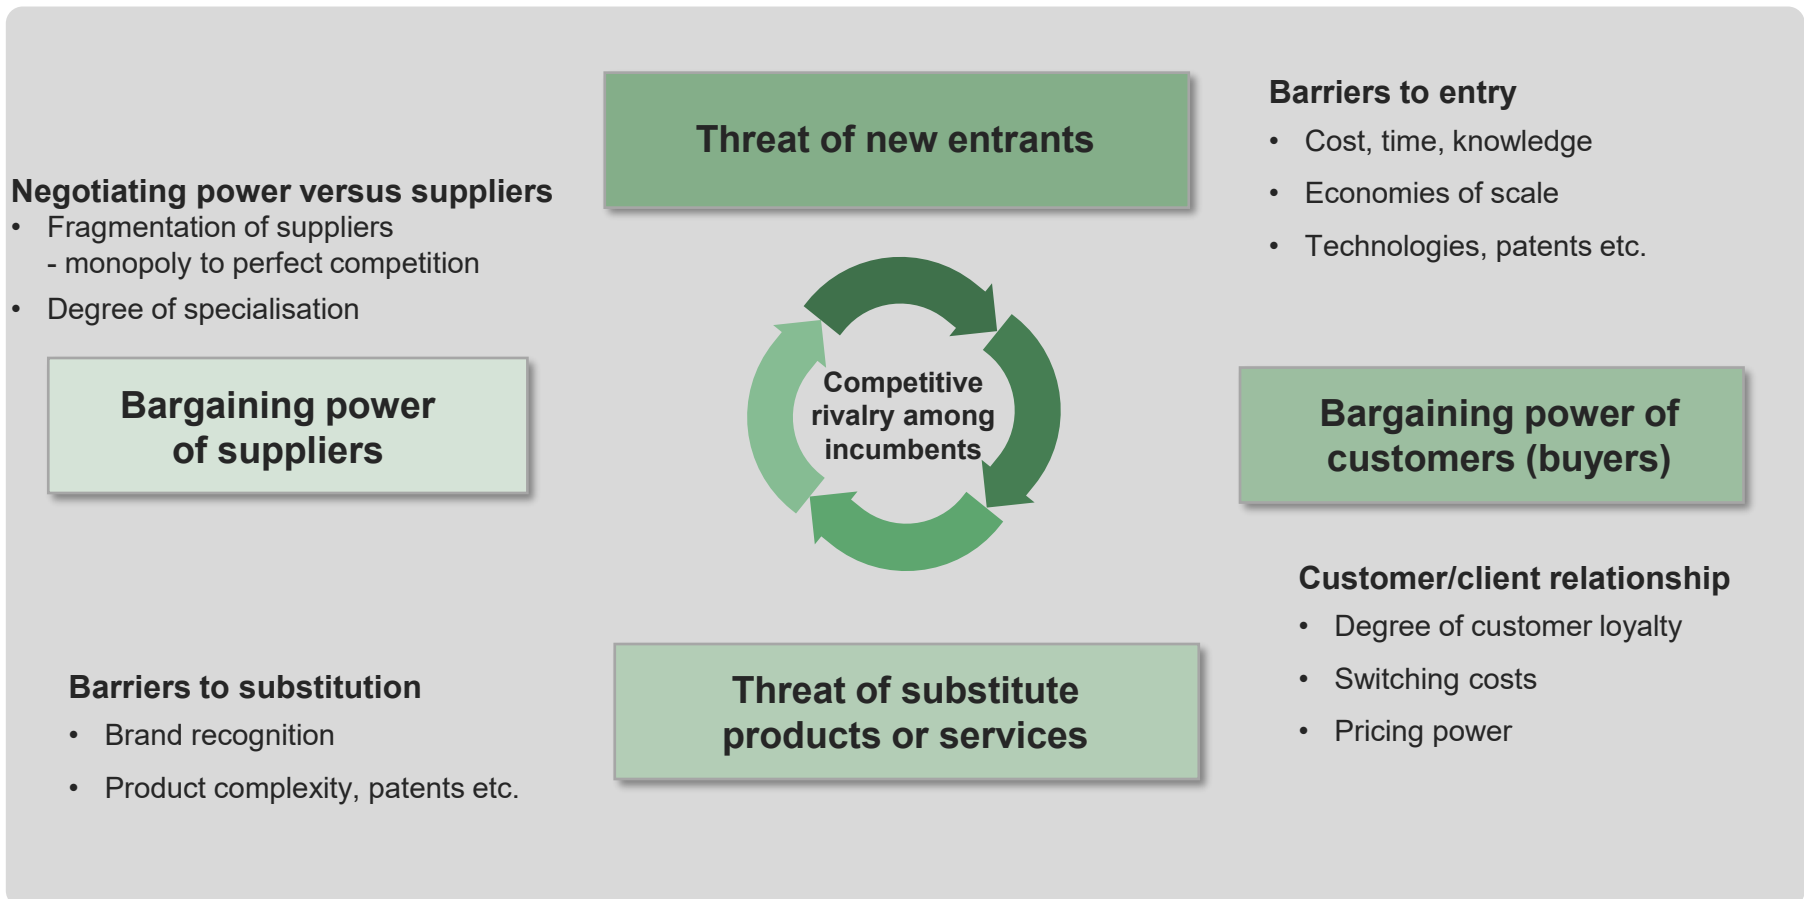 Threat of new entrants
Barriers to entry
• Cost, time, knowledge
• Economies of scale
• Technologies, patents etc.
Negotiating power versus suppliers
• Fragmentation of suppliers
- monopoly to perfect competition
• Degree of specialisation
Bargaining power
of suppliers
Competitive
rivalry among
incumbents
Bargaining power of
customers (buyers)
Customer/client relationship
• Degree of customer loyalty
• Switching costs
• Pricing power
Threat of substitute
products or services
Barriers to substitution
• Brand recognition
• Product complexity, patents etc.